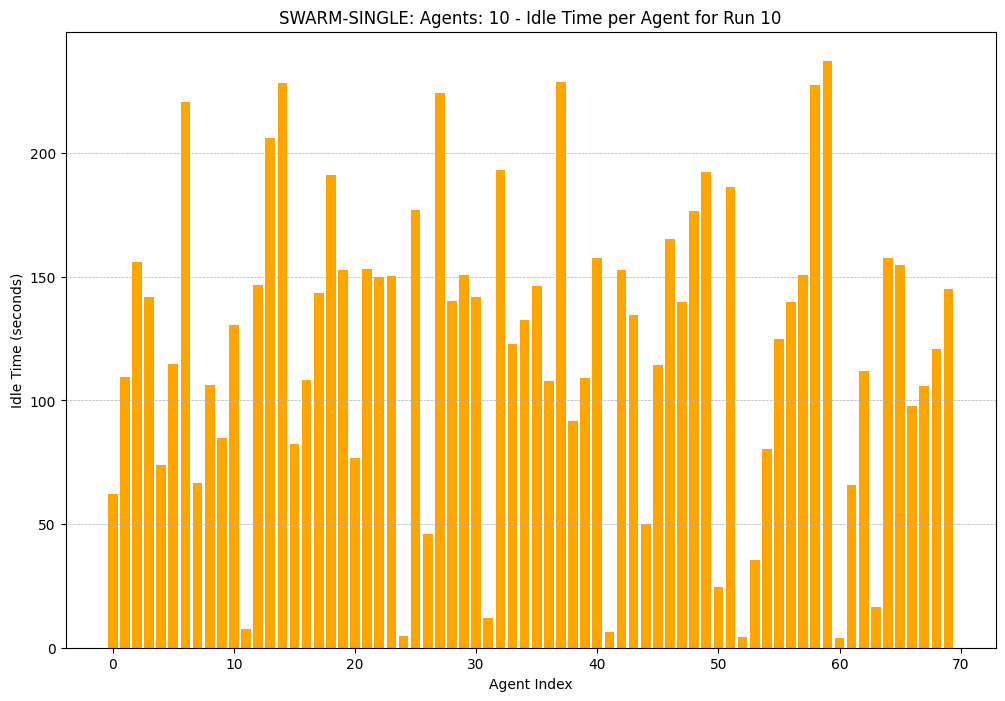 SWARM-SINGLE: Agents: 10 - Idle Time per Agent for Run 10
Idle Time (seconds)
200
150
100
50
0
0 10 20 30 40 50 60 70
Agent Index